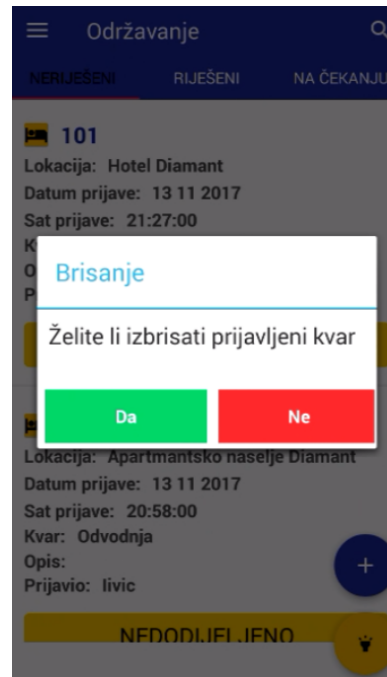 Održavanje
NERIJEŠENI
RIJEŠENI
NA ČEKANJU
101
Lokacija: Hotel Diamant
Datum prijave: 13 11 2017
Sat prijave: 21:27:00
Brisanje
Želite li izbrisati prijavljeni kvar
Da
Ne
Lokacija: Apartmantsko naselje Diamant
Datum prijave: 13 11 2017
Sat prijave: 20:58:00
Kvar: Odvodnja
Opis:
Prijavio: livic
NEDODIJELJENO